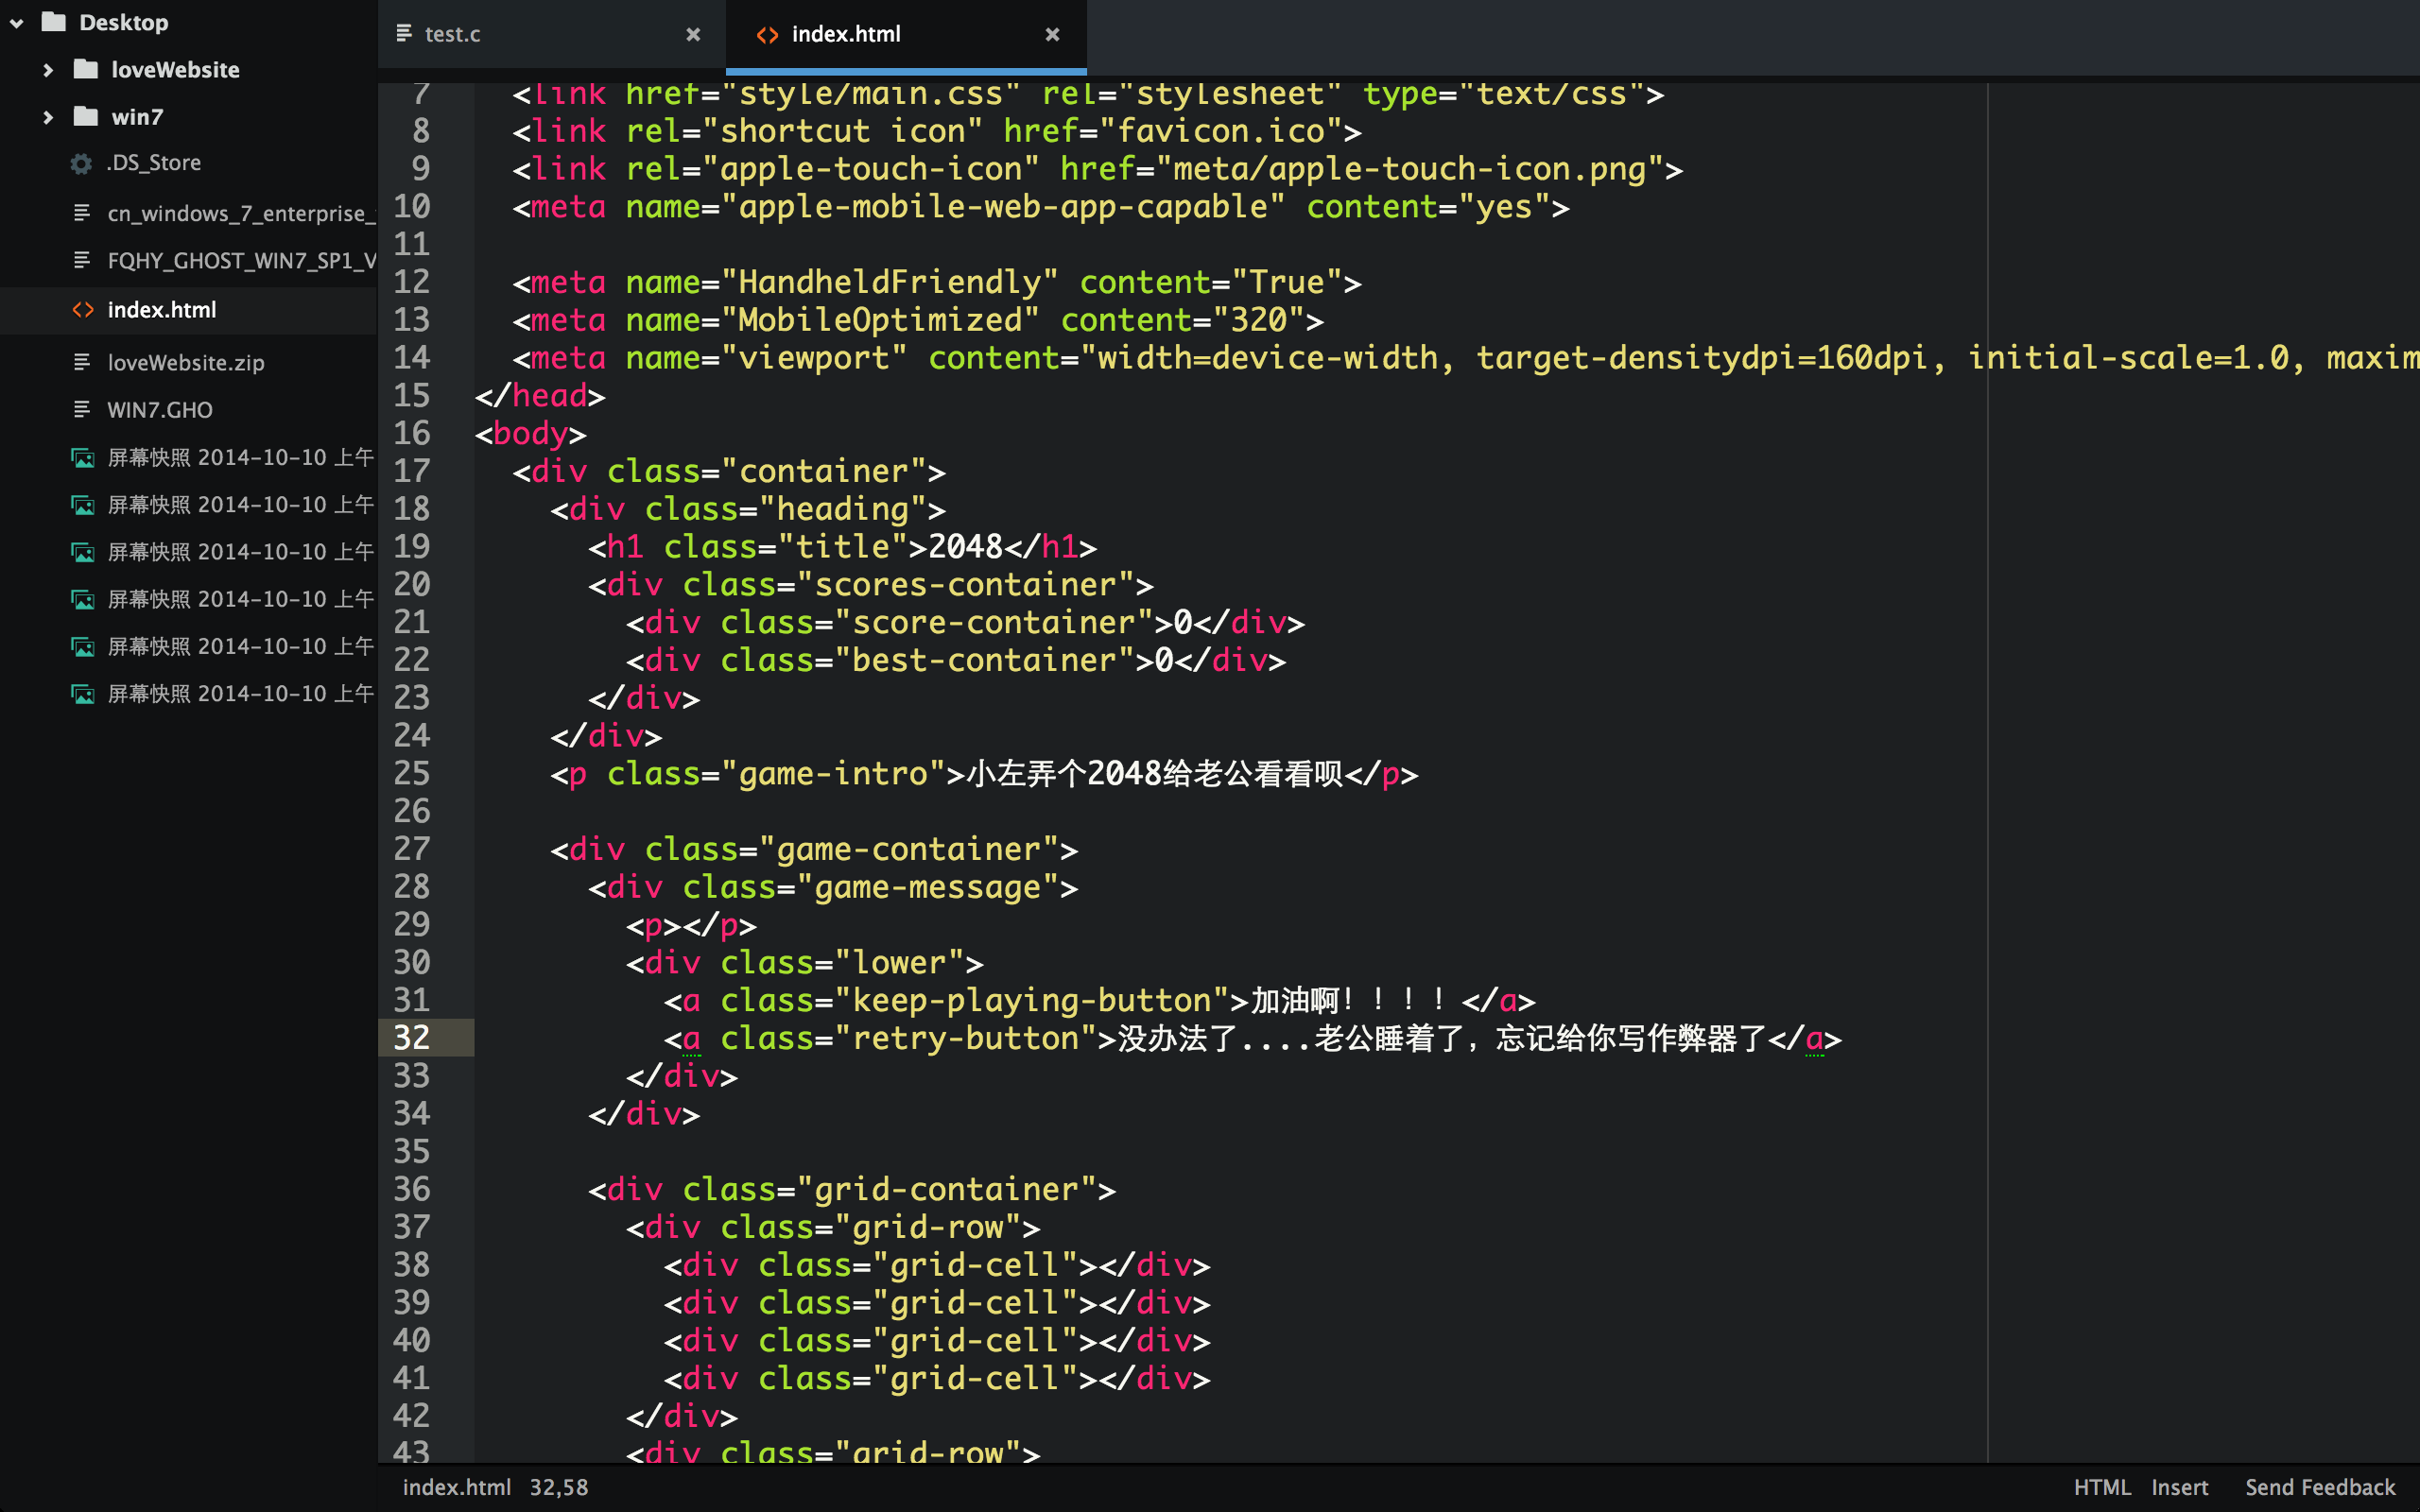 Desktop
loveWebsite
win7
.DS_Store
cn_windows_7_enterprise_
FQHY_GHOST_WIN7_SP1_V
index.html
loveWebsite.zip
WIN7.GHO
屏幕快照 2014-10-10 上午
屏幕快照 2014-10-10 上午
屏幕快照 2014-10-10 上午
屏幕快照 2014-10-10 上午
屏幕快照 2014-10-10 上午
屏幕快照 2014-10-10 上午
test.c
index.html
7 <link href="style/main.css" rel="stylesheet" type="text/css">
8 <link rel="shortcut icon" href="favicon.ico">
9 <link rel="apple-touch-icon" href="meta/apple-touch-icon.png">
10 <meta name="apple-mobile-web-app-capable" content="yes">
11
12 <meta name="HandheldFriendly" content="True">
13 <meta name="MobileOptimized" content="320">
14 <meta name="viewport" content="width=device-width, target-densitydpi=160dpi, initial-scale=1.0, maxim
15 </head>
16 <body>
17 <div class="container">
18 <div class="heading">
19 <h1 class="title">2048</h1>
20 <div class="scores-container">
21 <div class="score-container">0</div>
22 <div class="best-container">0</div>
23 </div>
24 </div>
25 <p class="game-intro">小左弄个2048给老公看看呗</p>
26
27 <div class="game-container">
28 <div class="game-message">
29 <p></p>
30 <div class="lower">
31 <a class="keep-playing-button">加油啊！！！！</a>
32 <a class="retry-button">没办法了....老公睡着了，忘记给你写作弊器了</a>
33 </div>
34 </div>
35
36 <div class="grid-container">
37 <div class="grid-row">
38 <div class="grid-cell"></div>
39 <div class="grid-cell"></div>
40 <div class="grid-cell"></div>
41 <div class="grid-cell"></div>
42 </div>
43 <div class="grid-row">
index.html 32,58
HTML Insert Send Feedback